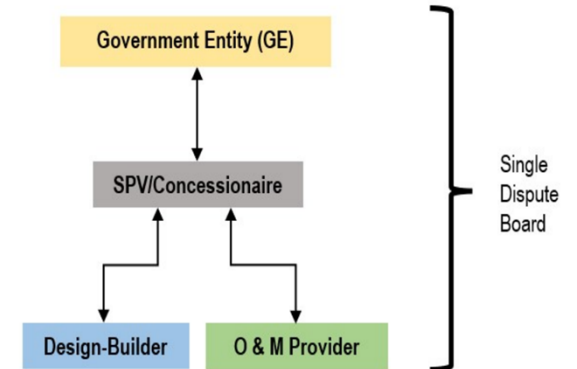 Government Entity (GE)
SPV/Concessionaire
Single
Dispute
Board
Design-Builder
O & M Provider